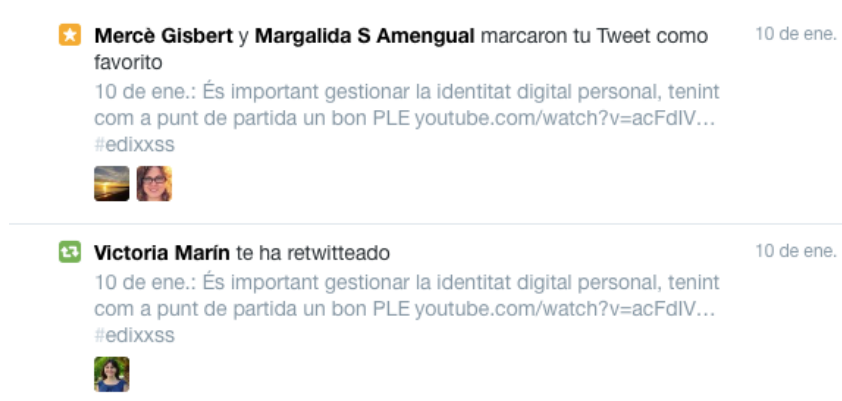 Mercè Gisbert y Margalida S Amengual marcaron tu Tweet como
10 de ene.
favorito
10 de ene.: És important gestionar la identitat digital personal, tenint
com a punt de partida un bon PLE youtube.com/watch?v=acFdIV…
#edixxss
Victoria Marín te ha retwitteado
10 de ene.
10 de ene.: És important gestionar la identitat digital personal, tenint
com a punt de partida un bon PLE youtube.com/watch?v=acFdIV…
#edixxss